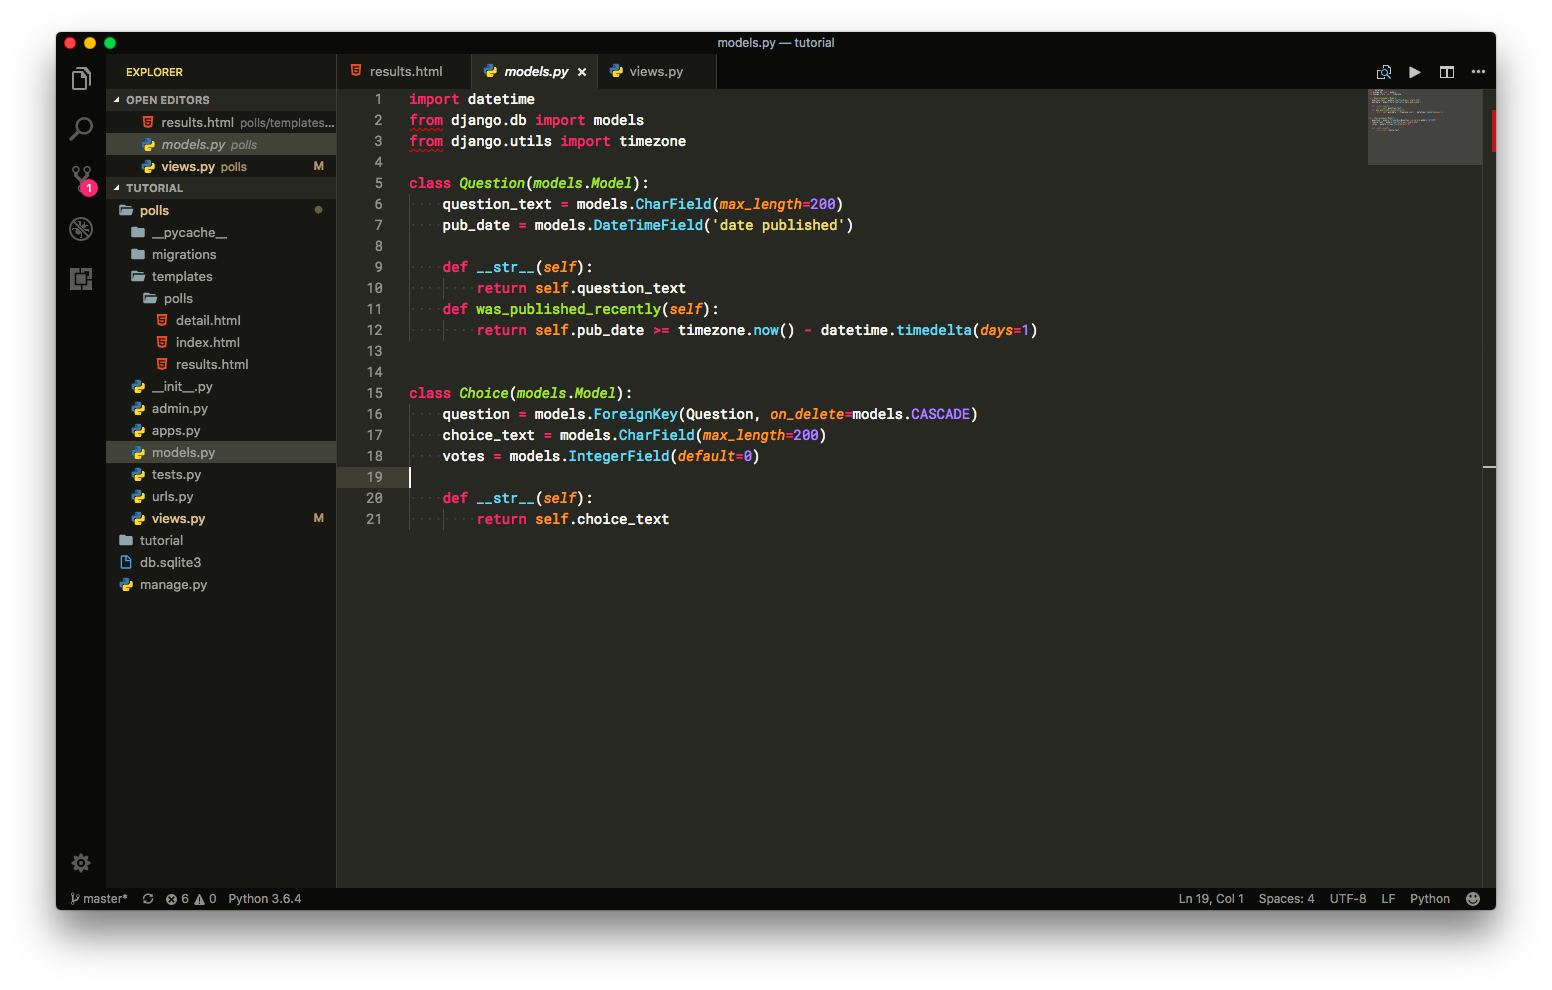 models.py — tutorial
EXPLORER
OPEN EDITORS
results.html polls/templates...
models.py polls
views.py polls M
TUTORIAL
polls
__pycache__
migrations
templates
polls
detail.html
index.html
results.html
__init__.py
admin.py
apps.py
models.py
tests.py
urls.py
views.py M
tutorial
db.sqlite3
manage.py
1
results.html
models.py ×
views.py
1 import datetime
2 from django.db import models
3 from django.utils import timezone
4
5 class Question(models.Model):
6 question_text = models.CharField(max_length=200)
7 pub_date = models.DateTimeField('date published')
8
9 def __str__(self):
10 return self.question_text
11 def was_published_recently(self):
12 return self.pub_date >= timezone.now() - datetime.timedelta(days=1)
13
14
15 class Choice(models.Model):
16 question = models.ForeignKey(Question, on_delete=models.CASCADE)
17 choice_text = models.CharField(max_length=200)
18 votes = models.IntegerField(default=0)
19
20 def __str__(self):
21 return self.choice_text
master* 6 0 Python 3.6.4
Ln 19, Col 1 Spaces: 4 UTF-8 LF Python